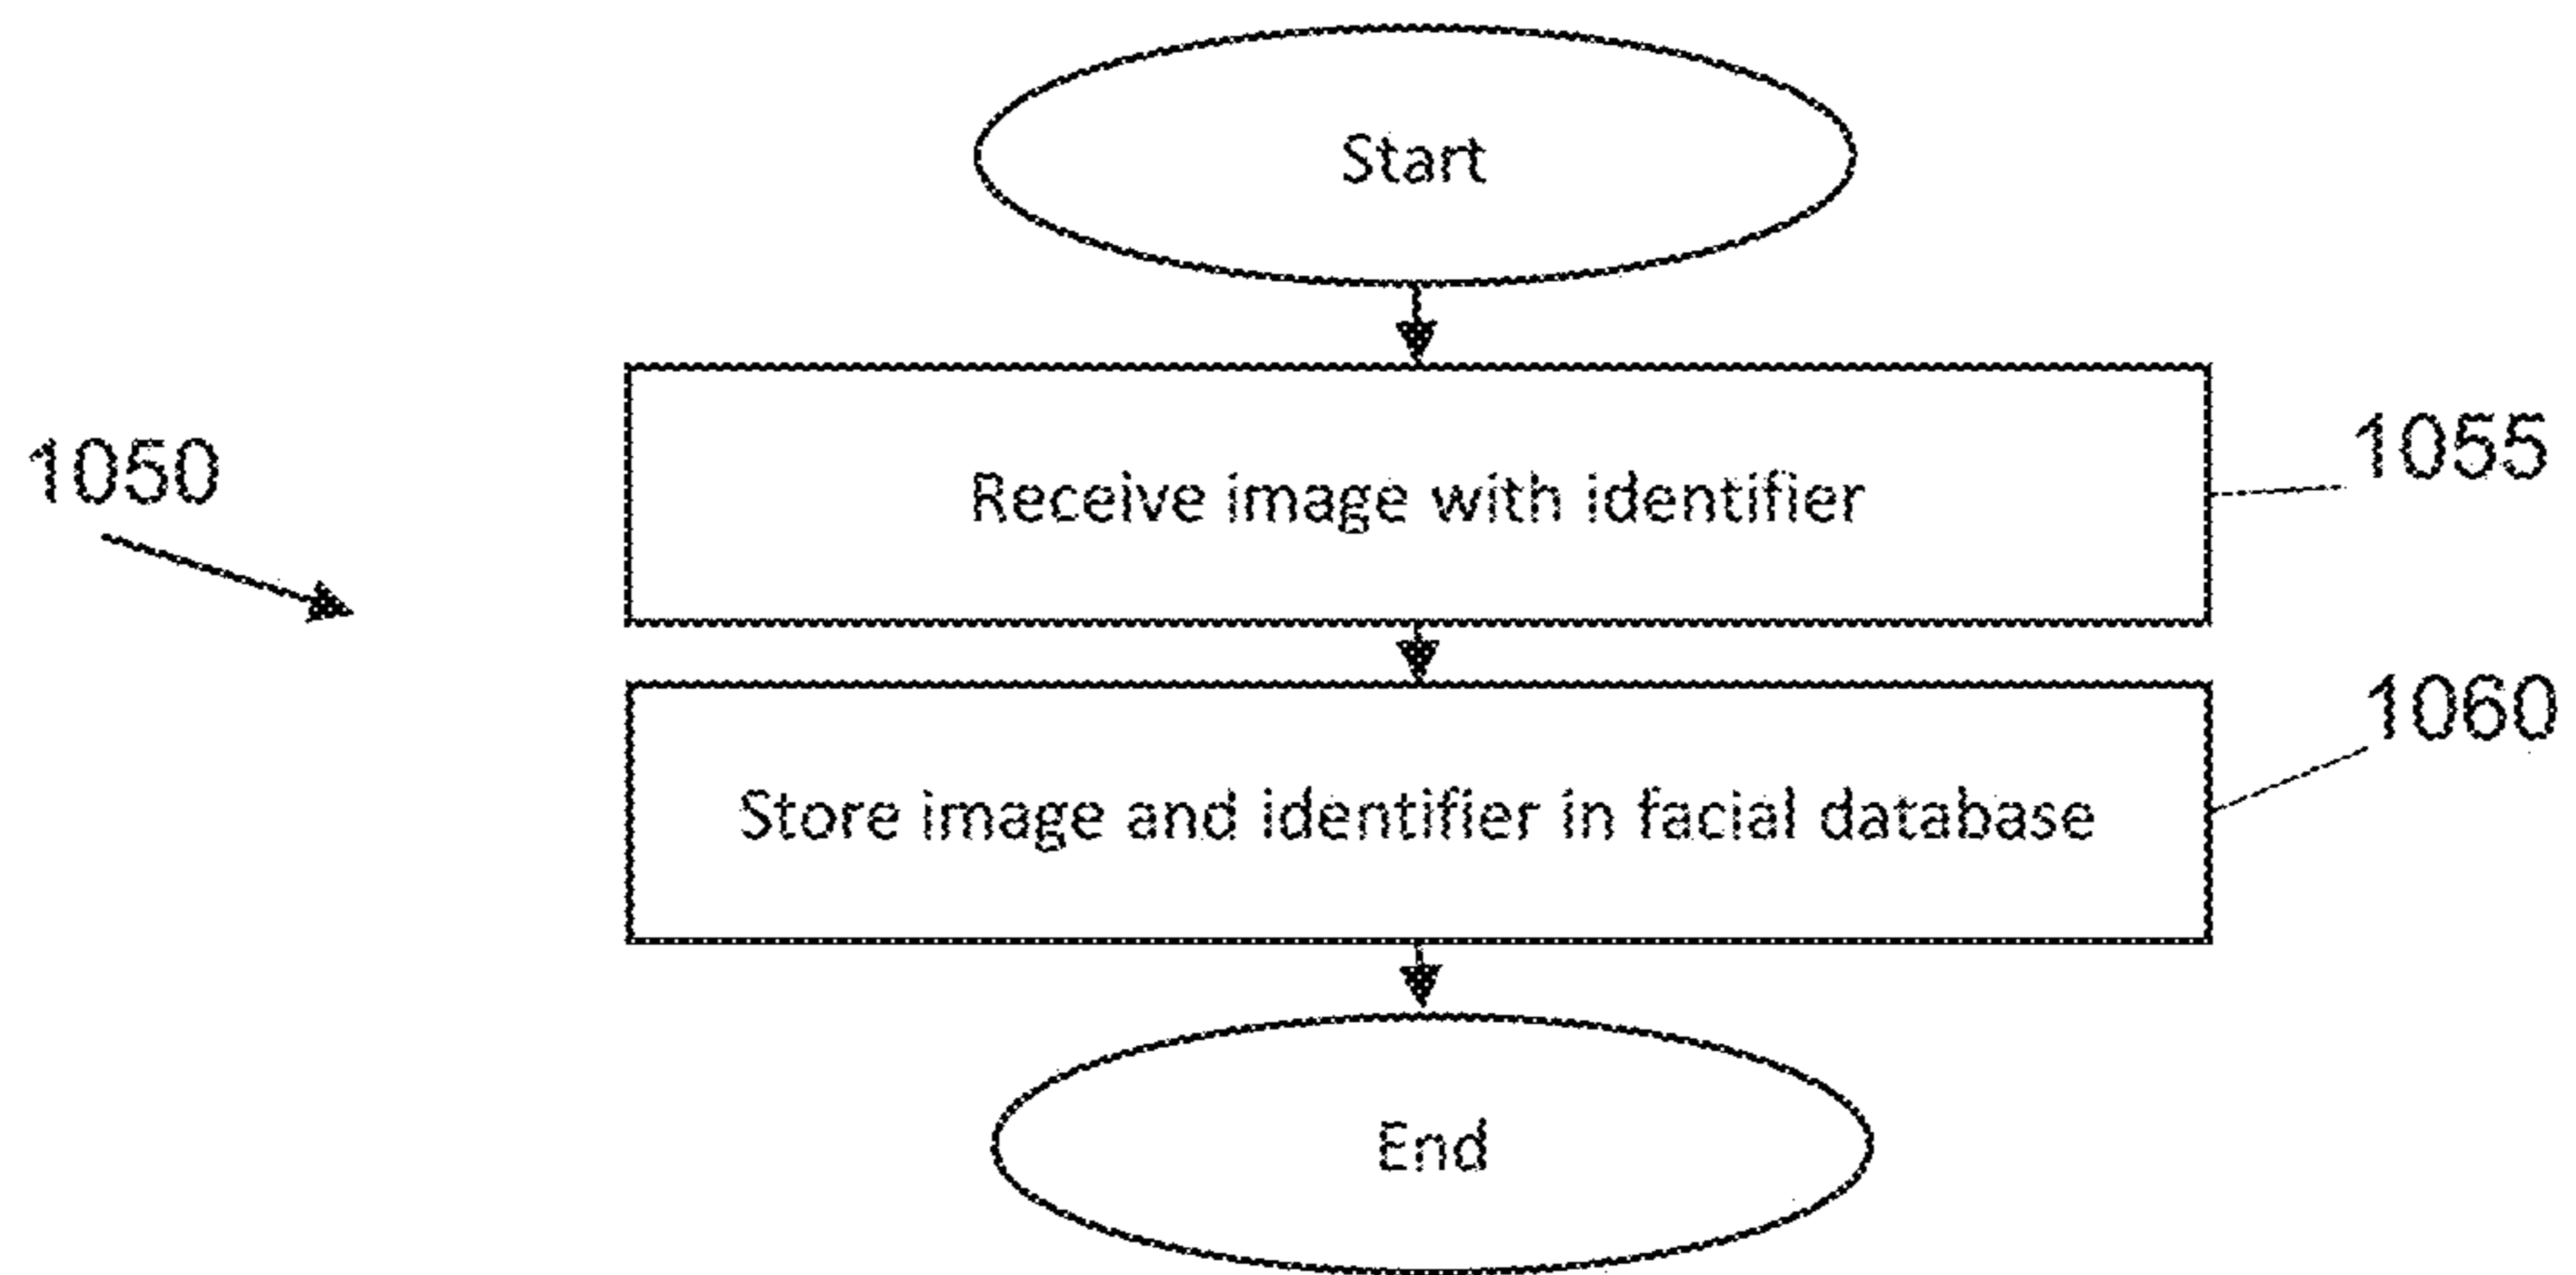 Start
1050
Receive image with identifier
1055
Store image and identifier in facial database
1060
End